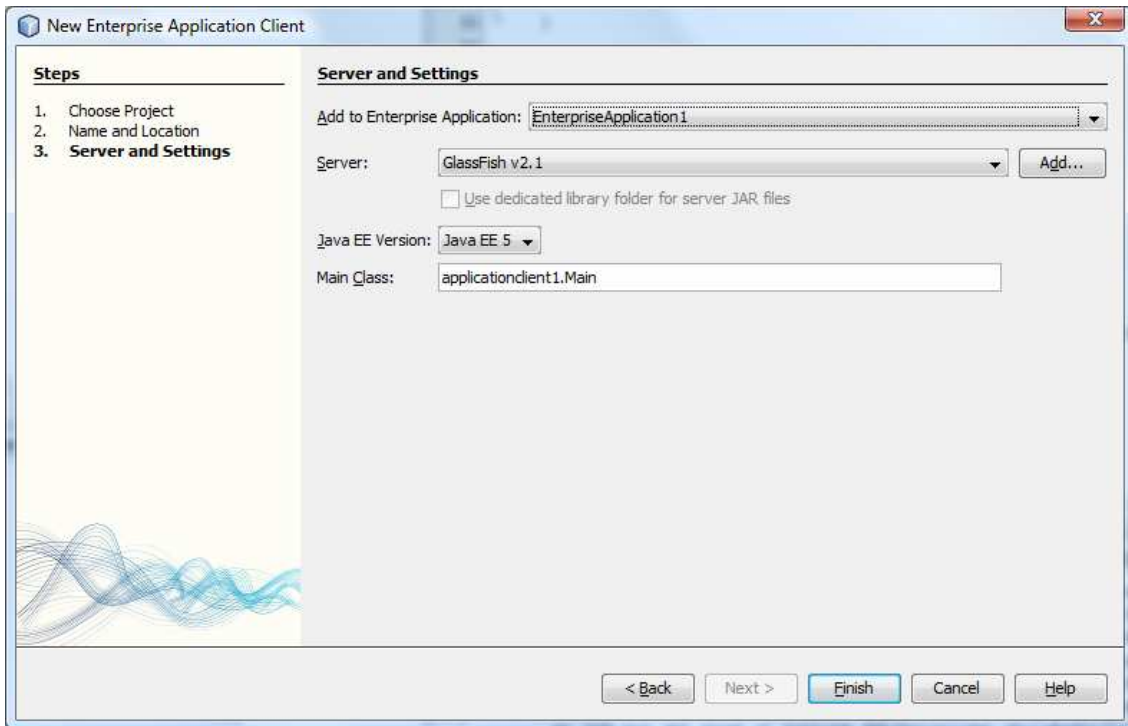 New Enterprise Application Client
Steps
1. Choose Project
2. Name and Location
3. Server and Settings
Server and Settings
Add to Enterprise Application: EnterpriseApplication1
Server: GlassFish v2.1 Add...
Use dedicated library folder for server JAR files
Java EE Version: Java EE 5
Main Class: applicationclient1.Main
< Back Next > Finish Cancel Help